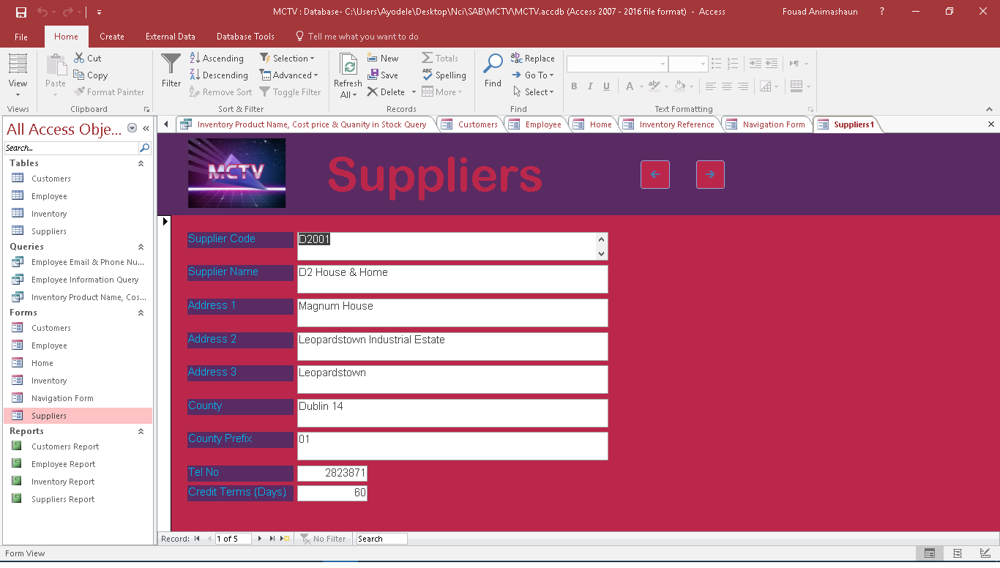 MCTV : Database- C:\Users\Ayodele\Desktop\Nci\SAB\MCTV\MCTV.accdb (Access 2007 - 2016 file format) - Access
Fouad Animashaun
?
File
Home
Create
External Data
Database Tools
Tell me what you want to do
View
Views
Paste
Cut
Copy
Format Painter
Clipboard
Filter
Ascending
Descending
Remove Sort
Selection
Advanced
Toggle Filter
Sort & Filter
Refresh
All
New
Save
Delete
Totals
Spelling
More
Records
Find
Replace
Go To
Select
Find
B I U
A
Text Formatting
All Access Obje...
Search...
Tables
Customers
Employee
Inventory
Suppliers
Queries
Employee Email & Phone Nu...
Employee Information Query
Inventory Product Name, Cos...
Forms
Customers
Employee
Home
Inventory
Navigation Form
Suppliers
Reports
Customers Report
Employee Report
Inventory Report
Suppliers Report
Inventory Product Name, Cost price & Quanity in Stock Query
Customers
Employee
Home
Inventory Reference
Navigation Form
Suppliers1
MCTV
Suppliers
Supplier Code D2001
Supplier Name D2 House & Home
Address 1 Magnum House
Address 2 Leopardstown Industrial Estate
Address 3 Leopardstown
County Dublin 14
County Prefix 01
Tel No 2823871
Credit Terms (Days) 60
Record: 1 of 5 No Filter Search
Form View